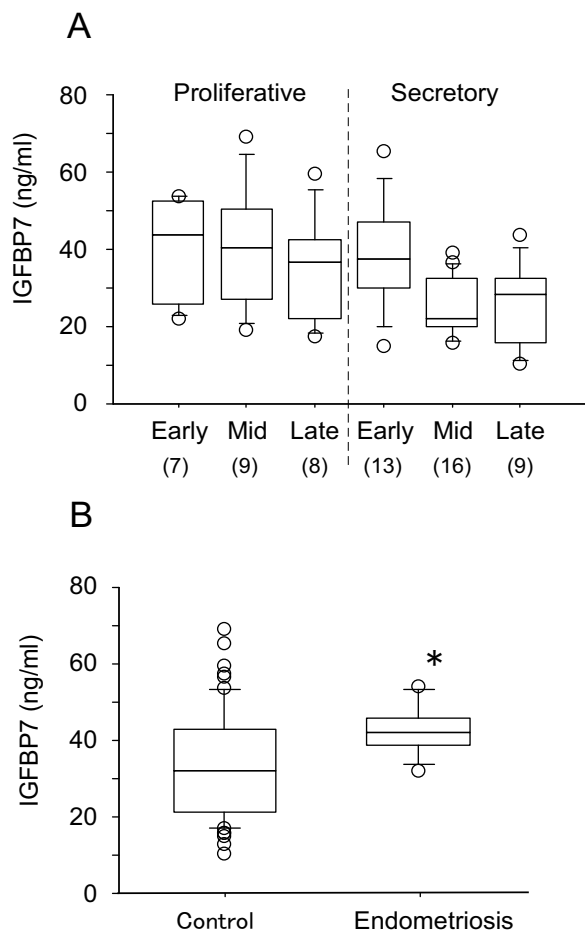 A
Proliferative Secretory
80
60
40
20
0
IGFBP7 (ng/ml)
Early Mid Late Early Mid Late
(7) (9) (8) (13) (16) (9)
B
80
60
40
20
0
IGFBP7 (ng/ml)
*
Control Endometriosis